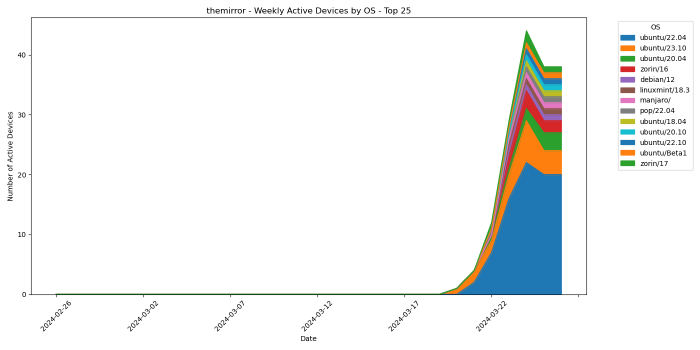 themirror - Weekly Active Devices by OS - Top 25
Number of Active Devices
40
30
20
10
0
2024-02-26
2024-03-02
2024-03-07
2024-03-12
2024-03-17
2024-03-22
Date
OS
ubuntu/22.04
ubuntu/23.10
ubuntu/20.04
zorin/16
debian/12
linuxmint/18.3
manjaro/
pop/22.04
ubuntu/18.04
ubuntu/20.10
ubuntu/22.10
ubuntu/Beta1
zorin/17